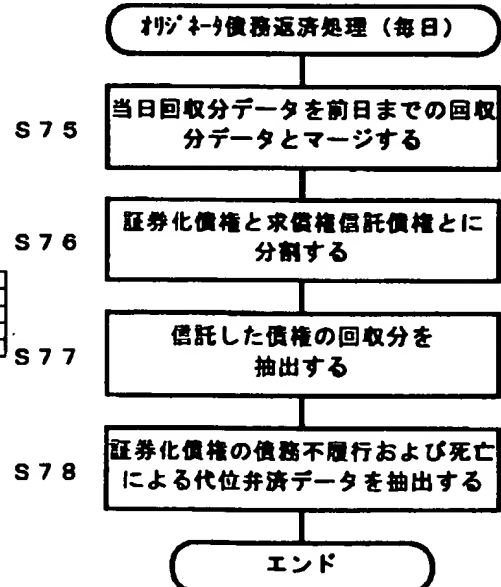 ｵﾘｼﾞﾈｰﾀ債務返済処理（毎日）
S75
当日回収分データを前日までの回収
分データとマージする
S76
証券化債権と求償権信託債権とに
分割する
S77
信託した債権の回収分を
抽出する
S78
証券化債権の債務不履行および死亡
による代位弁済データを抽出する
エンド